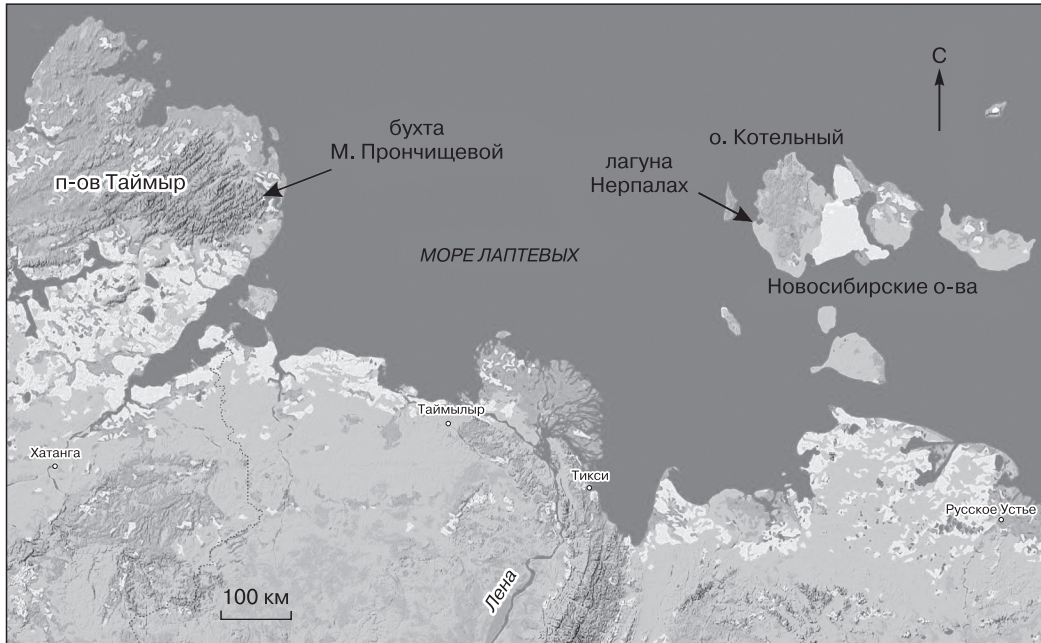 С
бухта
М. Прончищевой
о. Котельный
лагуна
Нерпалах
п-ов Таймыр
МОРЕ ЛАПТЕВЫХ
Новосибирские о-ва
Таймылыр
Хатанга
Тикси
Русское Устье
Лена
100 км